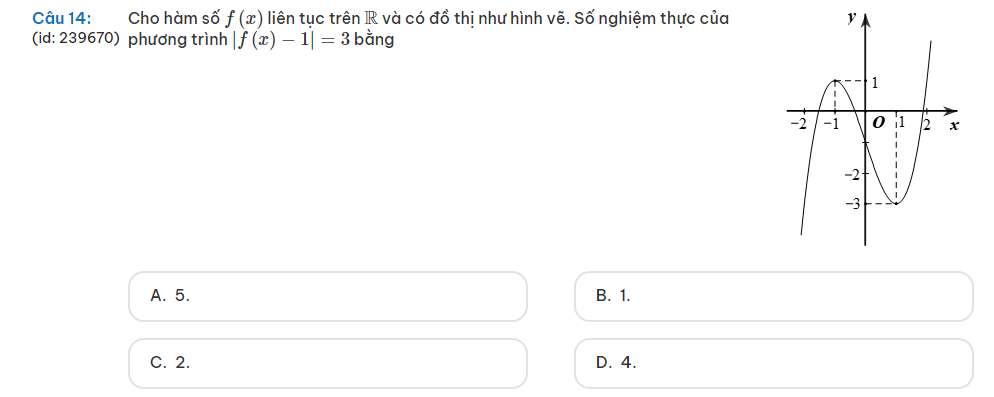 Câu 14: Cho hàm số f (x) liên tục trên ℝ và có đồ thị như hình vẽ. Số nghiệm thực của
(id: 239670) phương trình |f (x) − 1| = 3 bằng
y
1
−2 −1 O 1 2 x
−2
−3
A. 5.
B. 1.
C. 2.
D. 4.